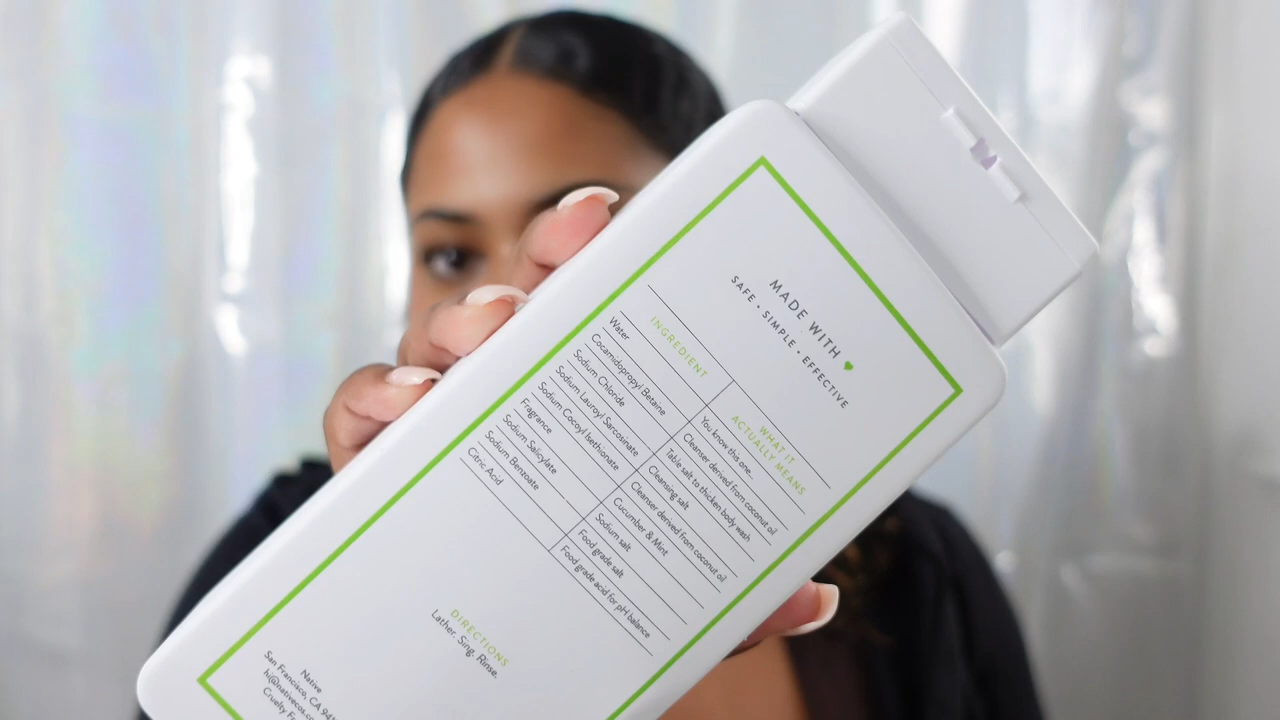 MADE WITH
SAFE • SIMPLE • EFFECTIVE
INGREDIENT
WHAT IT
ACTUALLY MEANS
Water
You know this one...
Cocamidopropyl Betaine
Cleanser derived from coconut oil
Sodium Chloride
Table salt to thicken body wash
Sodium Lauroyl Sarcosinate
Cleansing salt
Sodium Cocoyl Isethionate
Cleanser derived from coconut oil
Fragrance
Cucumber & Mint
Sodium Salicylate
Sodium salt
Sodium Benzoate
Food grade salt
Citric Acid
Food grade acid for pH balance
DIRECTIONS
Lather. Sing. Rinse.
Native
San Francisco, CA
Cruelty